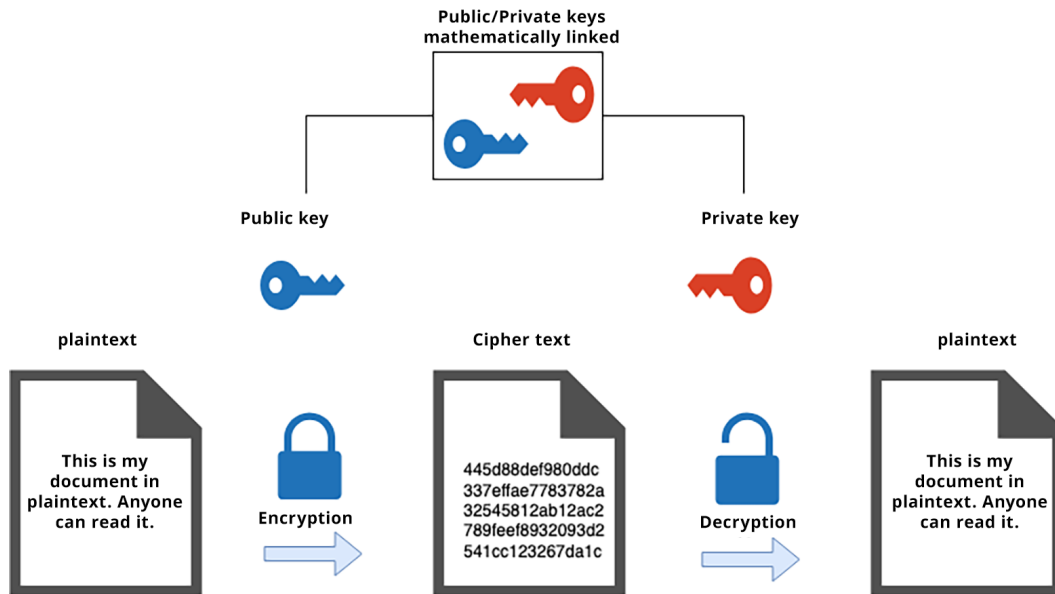 Public/Private keys
mathematically linked
Public key
Private key
plaintext
Cipher text
plaintext
This is my
document in
plaintext. Anyone
can read it.
Encryption
445d88def980ddc
337effae7783782a
32545812ab12ac2
789feef8932093d2
541cc123267da1c
Decryption
This is my
document in
plaintext. Anyone
can read it.